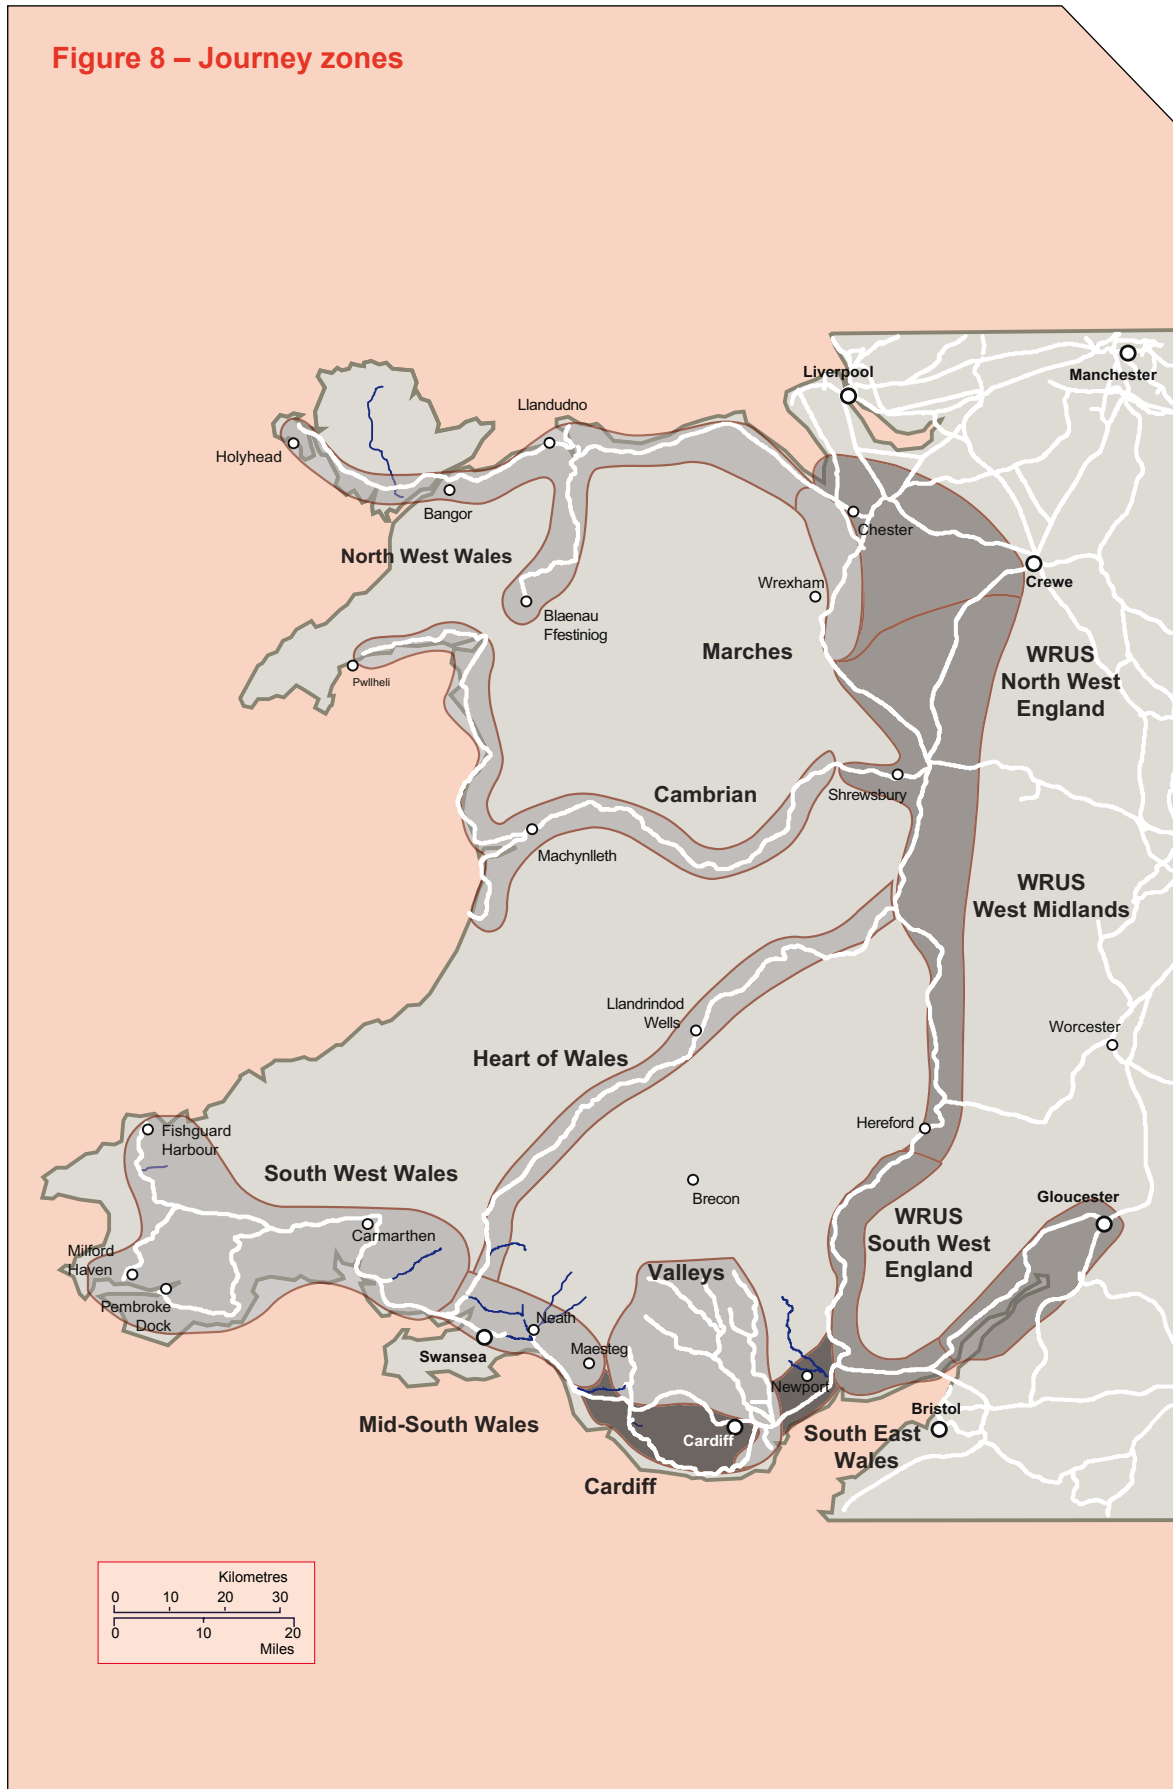 Figure 8 – Journey zones
Liverpool
Manchester
Llandudno
Holyhead
Bangor
Chester
North West Wales
Crewe
Wrexham
Blaenau
Ffestiniog
Marches
WRUS
North West
England
Pwllheli
Cambrian
Shrewsbury
Machynlleth
WRUS
West Midlands
Llandrindod
Wells
Worcester
Heart of Wales
Hereford
Fishguard
Harbour
South West Wales
Brecon
Gloucester
WRUS
South West
England
Carmarthen
Milford
Haven
Valleys
Pembroke
Dock
Neath
Swansea
Maesteg
Newport
Bristol
Mid-South Wales
South East
Wales
Cardiff
Cardiff
Kilometres
0 10 20 30
0 10 20
Miles